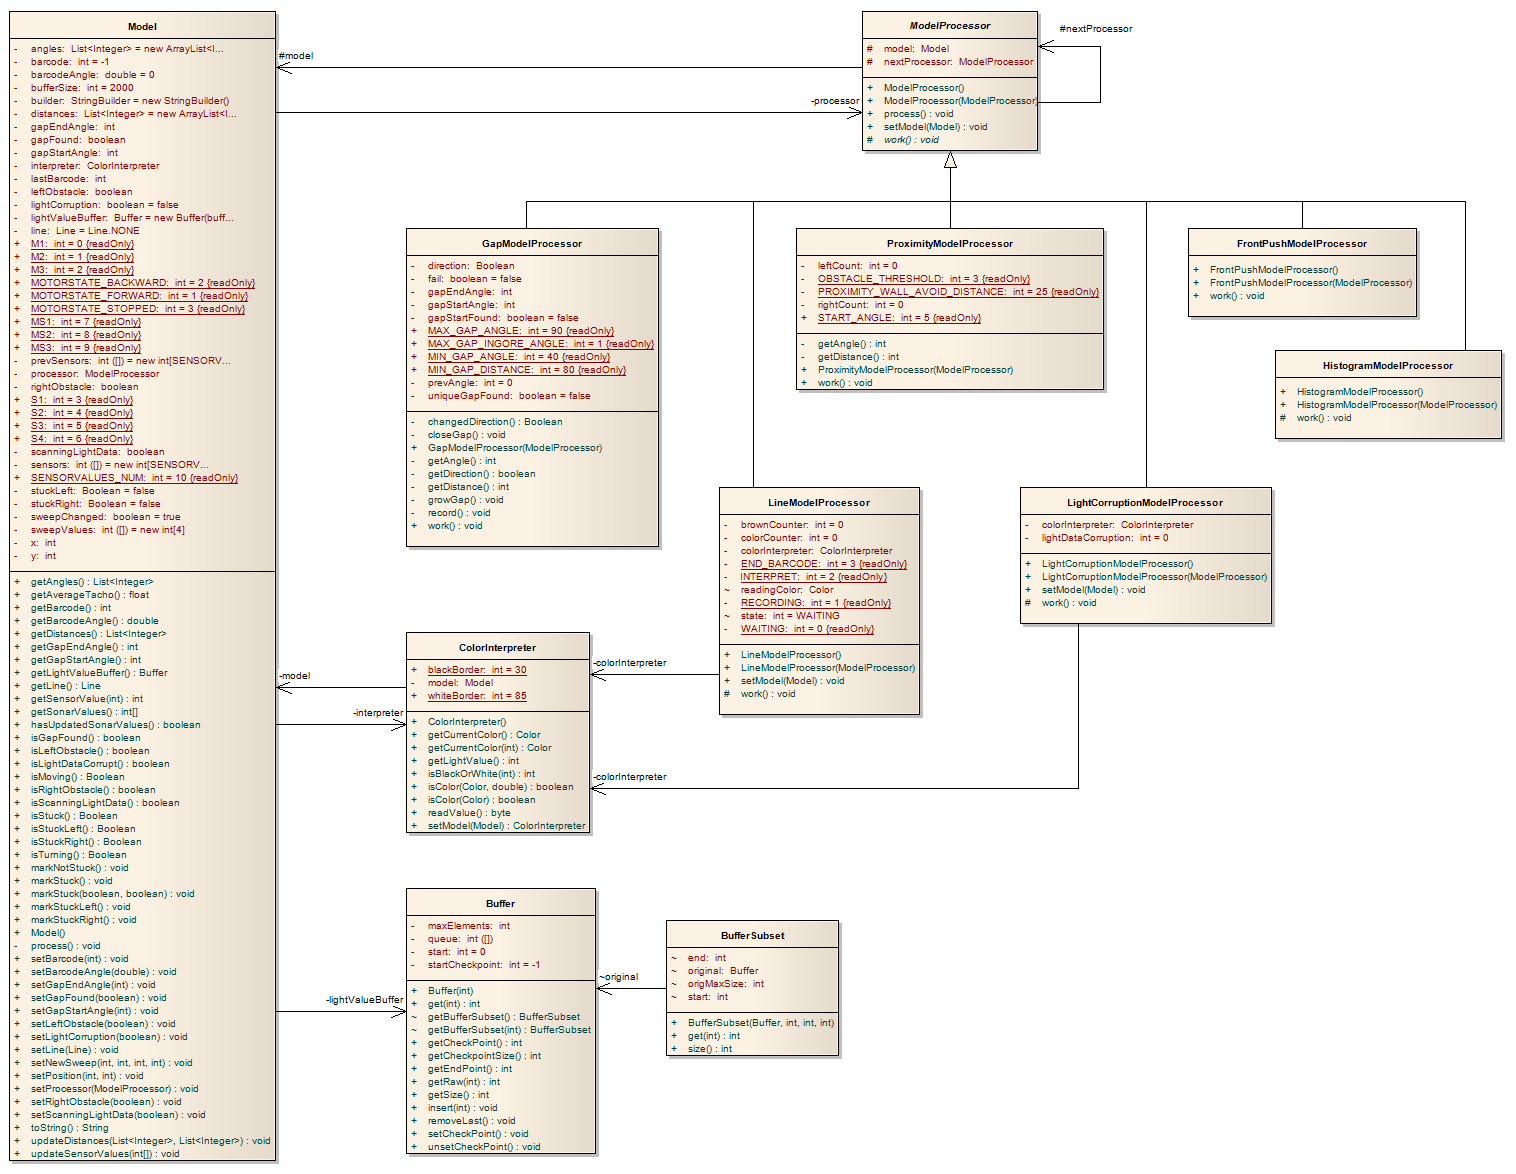 Model
- angles: List<Integer> = new ArrayList<I...
- barcode: int = -1
- barcodeAngle: double = 0
- bufferSize: int = 2000
- builder: StringBuilder = new StringBuilder()
- distances: List<Integer> = new ArrayList<I...
- gapEndAngle: int
- gapFound: boolean
- gapStartAngle: int
- interpreter: ColorInterpreter
- lastBarcode: int
- leftObstacle: boolean
- lightCorruption: boolean = false
- lightValueBuffer: Buffer = new Buffer(buff...
- line: Line = Line.NONE
+ M1: int = 0 {readOnly}
+ M2: int = 1 {readOnly}
+ M3: int = 2 {readOnly}
+ MOTORSTATE_BACKWARD: int = 2 {readOnly}
+ MOTORSTATE_FORWARD: int = 1 {readOnly}
+ MOTORSTATE_STOPPED: int = 3 {readOnly}
+ MS1: int = 7 {readOnly}
+ MS2: int = 8 {readOnly}
+ MS3: int = 9 {readOnly}
- prevSensors: int ([]) = new int[SENSORV...
- processor: ModelProcessor
- rightObstacle: boolean
+ S1: int = 3 {readOnly}
+ S2: int = 4 {readOnly}
+ S3: int = 5 {readOnly}
+ S4: int = 6 {readOnly}
- scanningLightData: boolean
- sensors: int ([]) = new int[SENSORV...
+ SENSORVALUES_NUM: int = 10 {readOnly}
- stuckLeft: Boolean = false
- stuckRight: Boolean = false
- sweepChanged: boolean = true
- sweepValues: int ([]) = new int[4]
- x: int
- y: int
+ getAngles() : List<Integer>
+ getAverageTacho() : float
+ getBarcode() : int
+ getBarcodeAngle() : double
+ getDistances() : List<Integer>
+ getGapEndAngle() : int
+ getGapStartAngle() : int
+ getLightValueBuffer() : Buffer
+ getLine() : Line
+ getSensorValue(int) : int
+ getSonarValues() : int[]
+ hasUpdatedSonarValues() : boolean
+ isGapFound() : boolean
+ isLeftObstacle() : boolean
+ isLightDataCorrupt() : boolean
+ isMoving() : Boolean
+ isRightObstacle() : boolean
+ isScanningLightData() : boolean
+ isStuck() : Boolean
+ isStuckLeft() : Boolean
+ isStuckRight() : Boolean
+ isTurning() : Boolean
+ markNotStuck() : void
+ markStuck() : void
+ markStuck(boolean, boolean) : void
+ markStuckLeft() : void
+ markStuckRight() : void
+ Model()
- process() : void
+ setBarcode(int) : void
+ setBarcodeAngle(double) : void
+ setGapEndAngle(int) : void
+ setGapFound(boolean) : void
+ setGapStartAngle(int) : void
+ setLeftObstacle(boolean) : void
+ setLightCorruption(boolean) : void
+ setLine(Line) : void
+ setNewSweep(int, int, int, int) : void
+ setPosition(int, int) : void
+ setProcessor(ModelProcessor) : void
+ setRightObstacle(boolean) : void
+ setScanningLightData(boolean) : void
+ toString() : String
+ updateDistances(List<Integer>, List<Integer>) : void
+ updateSensorValues(int[]) : void
#model
-processor
ModelProcessor
# model: Model
# nextProcessor: ModelProcessor
+ ModelProcessor()
+ ModelProcessor(ModelProcessor)
+ process() : void
+ setModel(Model) : void
# work() : void
#nextProcessor
GapModelProcessor
- direction: Boolean
- fail: boolean = false
- gapEndAngle: int
- gapStartAngle: int
- gapStartFound: boolean = false
+ MAX_GAP_ANGLE: int = 90 {readOnly}
+ MAX_GAP_INGORE_ANGLE: int = 1 {readOnly}
+ MIN_GAP_ANGLE: int = 40 {readOnly}
+ MIN_GAP_DISTANCE: int = 80 {readOnly}
- prevAngle: int = 0
- uniqueGapFound: boolean = false
- changedDirection() : Boolean
- closeGap() : void
+ GapModelProcessor(ModelProcessor)
- getAngle() : int
- getDirection() : boolean
- getDistance() : int
- growGap() : void
- record() : void
+ work() : void
ProximityModelProcessor
- leftCount: int = 0
- OBSTACLE_THRESHOLD: int = 3 {readOnly}
- PROXIMITY_WALL_AVOID_DISTANCE: int = 25 {readOnly}
- rightCount: int = 0
+ START_ANGLE: int = 5 {readOnly}
- getAngle() : int
- getDistance() : int
+ ProximityModelProcessor(ModelProcessor)
+ work() : void
FrontPushModelProcessor
+ FrontPushModelProcessor()
+ FrontPushModelProcessor(ModelProcessor)
+ work() : void
HistogramModelProcessor
+ HistogramModelProcessor()
+ HistogramModelProcessor(ModelProcessor)
# work() : void
LineModelProcessor
- brownCounter: int = 0
- colorCounter: int = 0
- colorInterpreter: ColorInterpreter
- END_BARCODE: int = 3 {readOnly}
- INTERPRET: int = 2 {readOnly}
~ readingColor: Color
- RECORDING: int = 1 {readOnly}
~ state: int = WAITING
- WAITING: int = 0 {readOnly}
+ LineModelProcessor()
+ LineModelProcessor(ModelProcessor)
+ setModel(Model) : void
# work() : void
LightCorruptionModelProcessor
- colorInterpreter: ColorInterpreter
- lightDataCorruption: int = 0
+ LightCorruptionModelProcessor()
+ LightCorruptionModelProcessor(ModelProcessor)
+ setModel(Model) : void
# work() : void
-model
-interpreter
ColorInterpreter
+ blackBorder: int = 30
- model: Model
+ whiteBorder: int = 85
+ ColorInterpreter()
+ getCurrentColor() : Color
+ getCurrentColor(int) : Color
+ getLightValue() : int
+ isBlackOrWhite(int) : int
+ isColor(Color, double) : boolean
+ isColor(Color) : boolean
+ readValue() : byte
+ setModel(Model) : ColorInterpreter
-colorInterpreter
-colorInterpreter
-lightValueBuffer
Buffer
- maxElements: int
- queue: int ([])
- start: int = 0
- startCheckpoint: int = -1
+ Buffer(int)
+ get(int) : int
~ getBufferSubset() : BufferSubset
~ getBufferSubset(int) : BufferSubset
+ getCheckPoint() : int
+ getCheckpointSize() : int
+ getEndPoint() : int
+ getRaw(int) : int
+ getSize() : int
+ insert(int) : void
+ removeLast() : void
+ setCheckPoint() : void
+ unsetCheckPoint() : void
~original
BufferSubset
~ end: int
~ original: Buffer
~ origMaxSize: int
~ start: int
+ BufferSubset(Buffer, int, int, int)
+ get(int) : int
+ size() : int